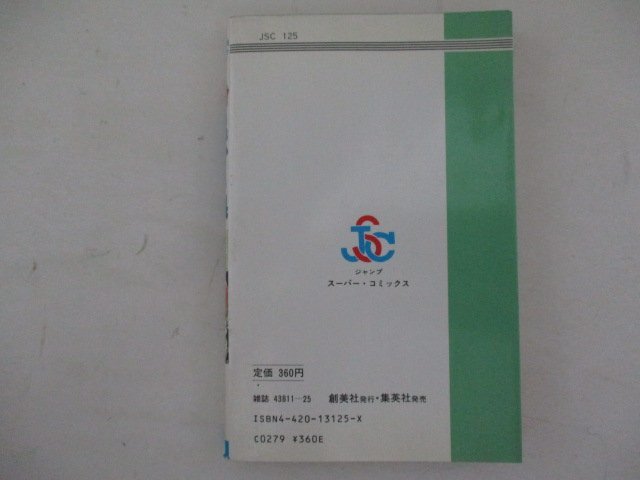 JSC 125
JSC
ジャンプ
スーパー・コミックス
定価 360円
雑誌 43811-25 創美社発行・集英社発売
ISBN4-420-13125-X
C0279 ¥360E